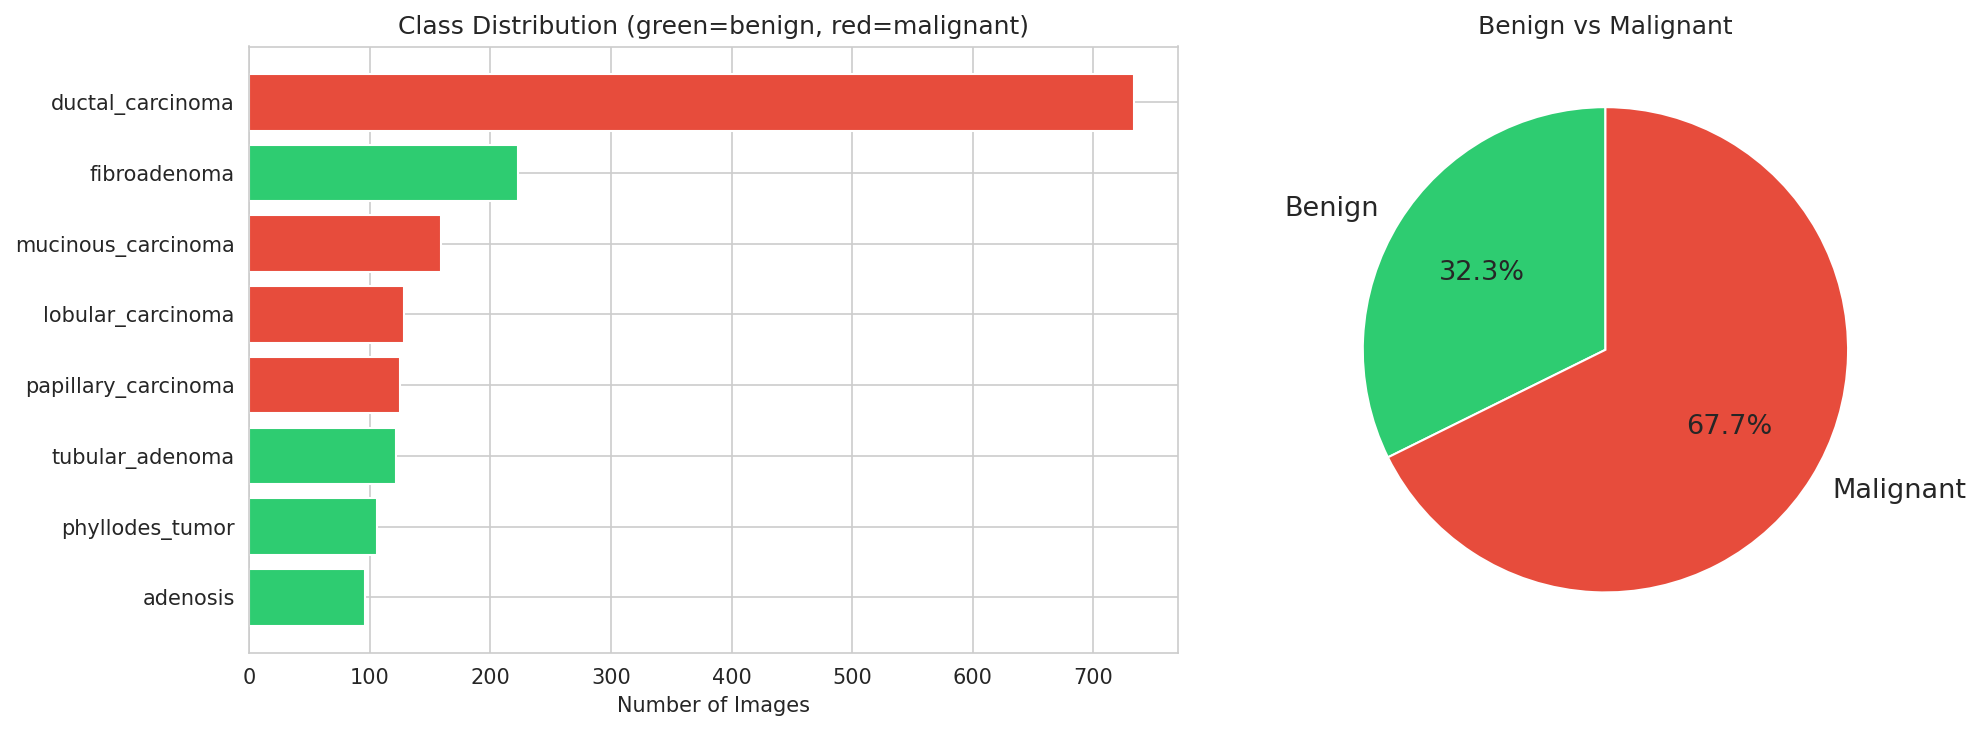 Class Distribution (green=benign, red=malignant)
ductal_carcinoma
fibroadenoma
mucinous_carcinoma
lobular_carcinoma
papillary_carcinoma
tubular_adenoma
phyllodes_tumor
adenosis
0 100 200 300 400 500 600 700
Number of Images
Benign vs Malignant
Benign
32.3%
67.7%
Malignant